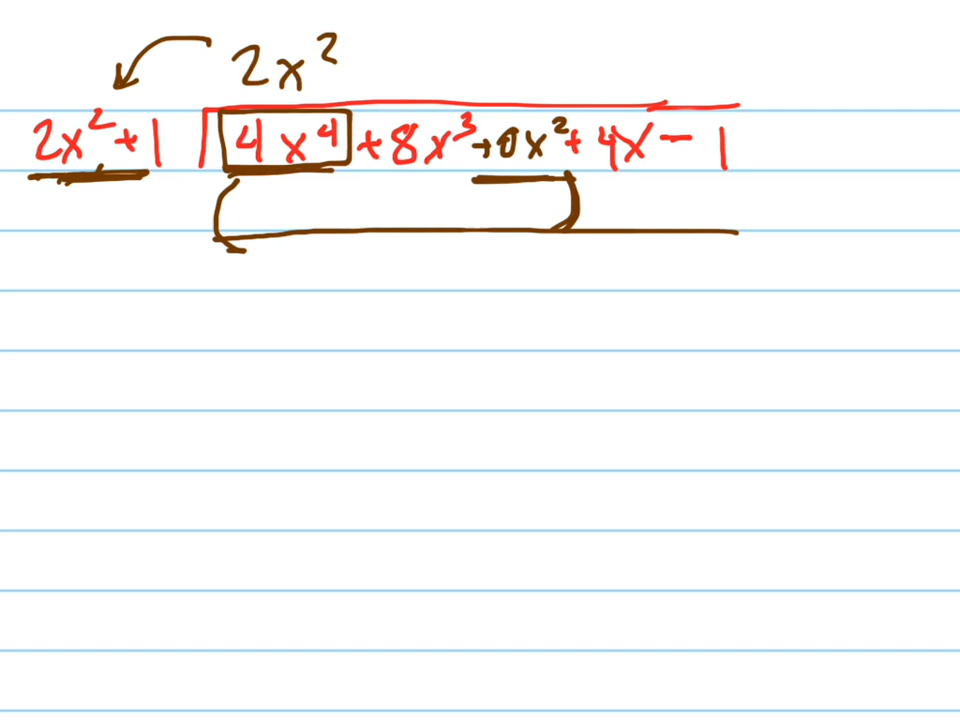 2x² 
2x² + 1 4x⁴ + 8x³ + 0x² + 4x − 1